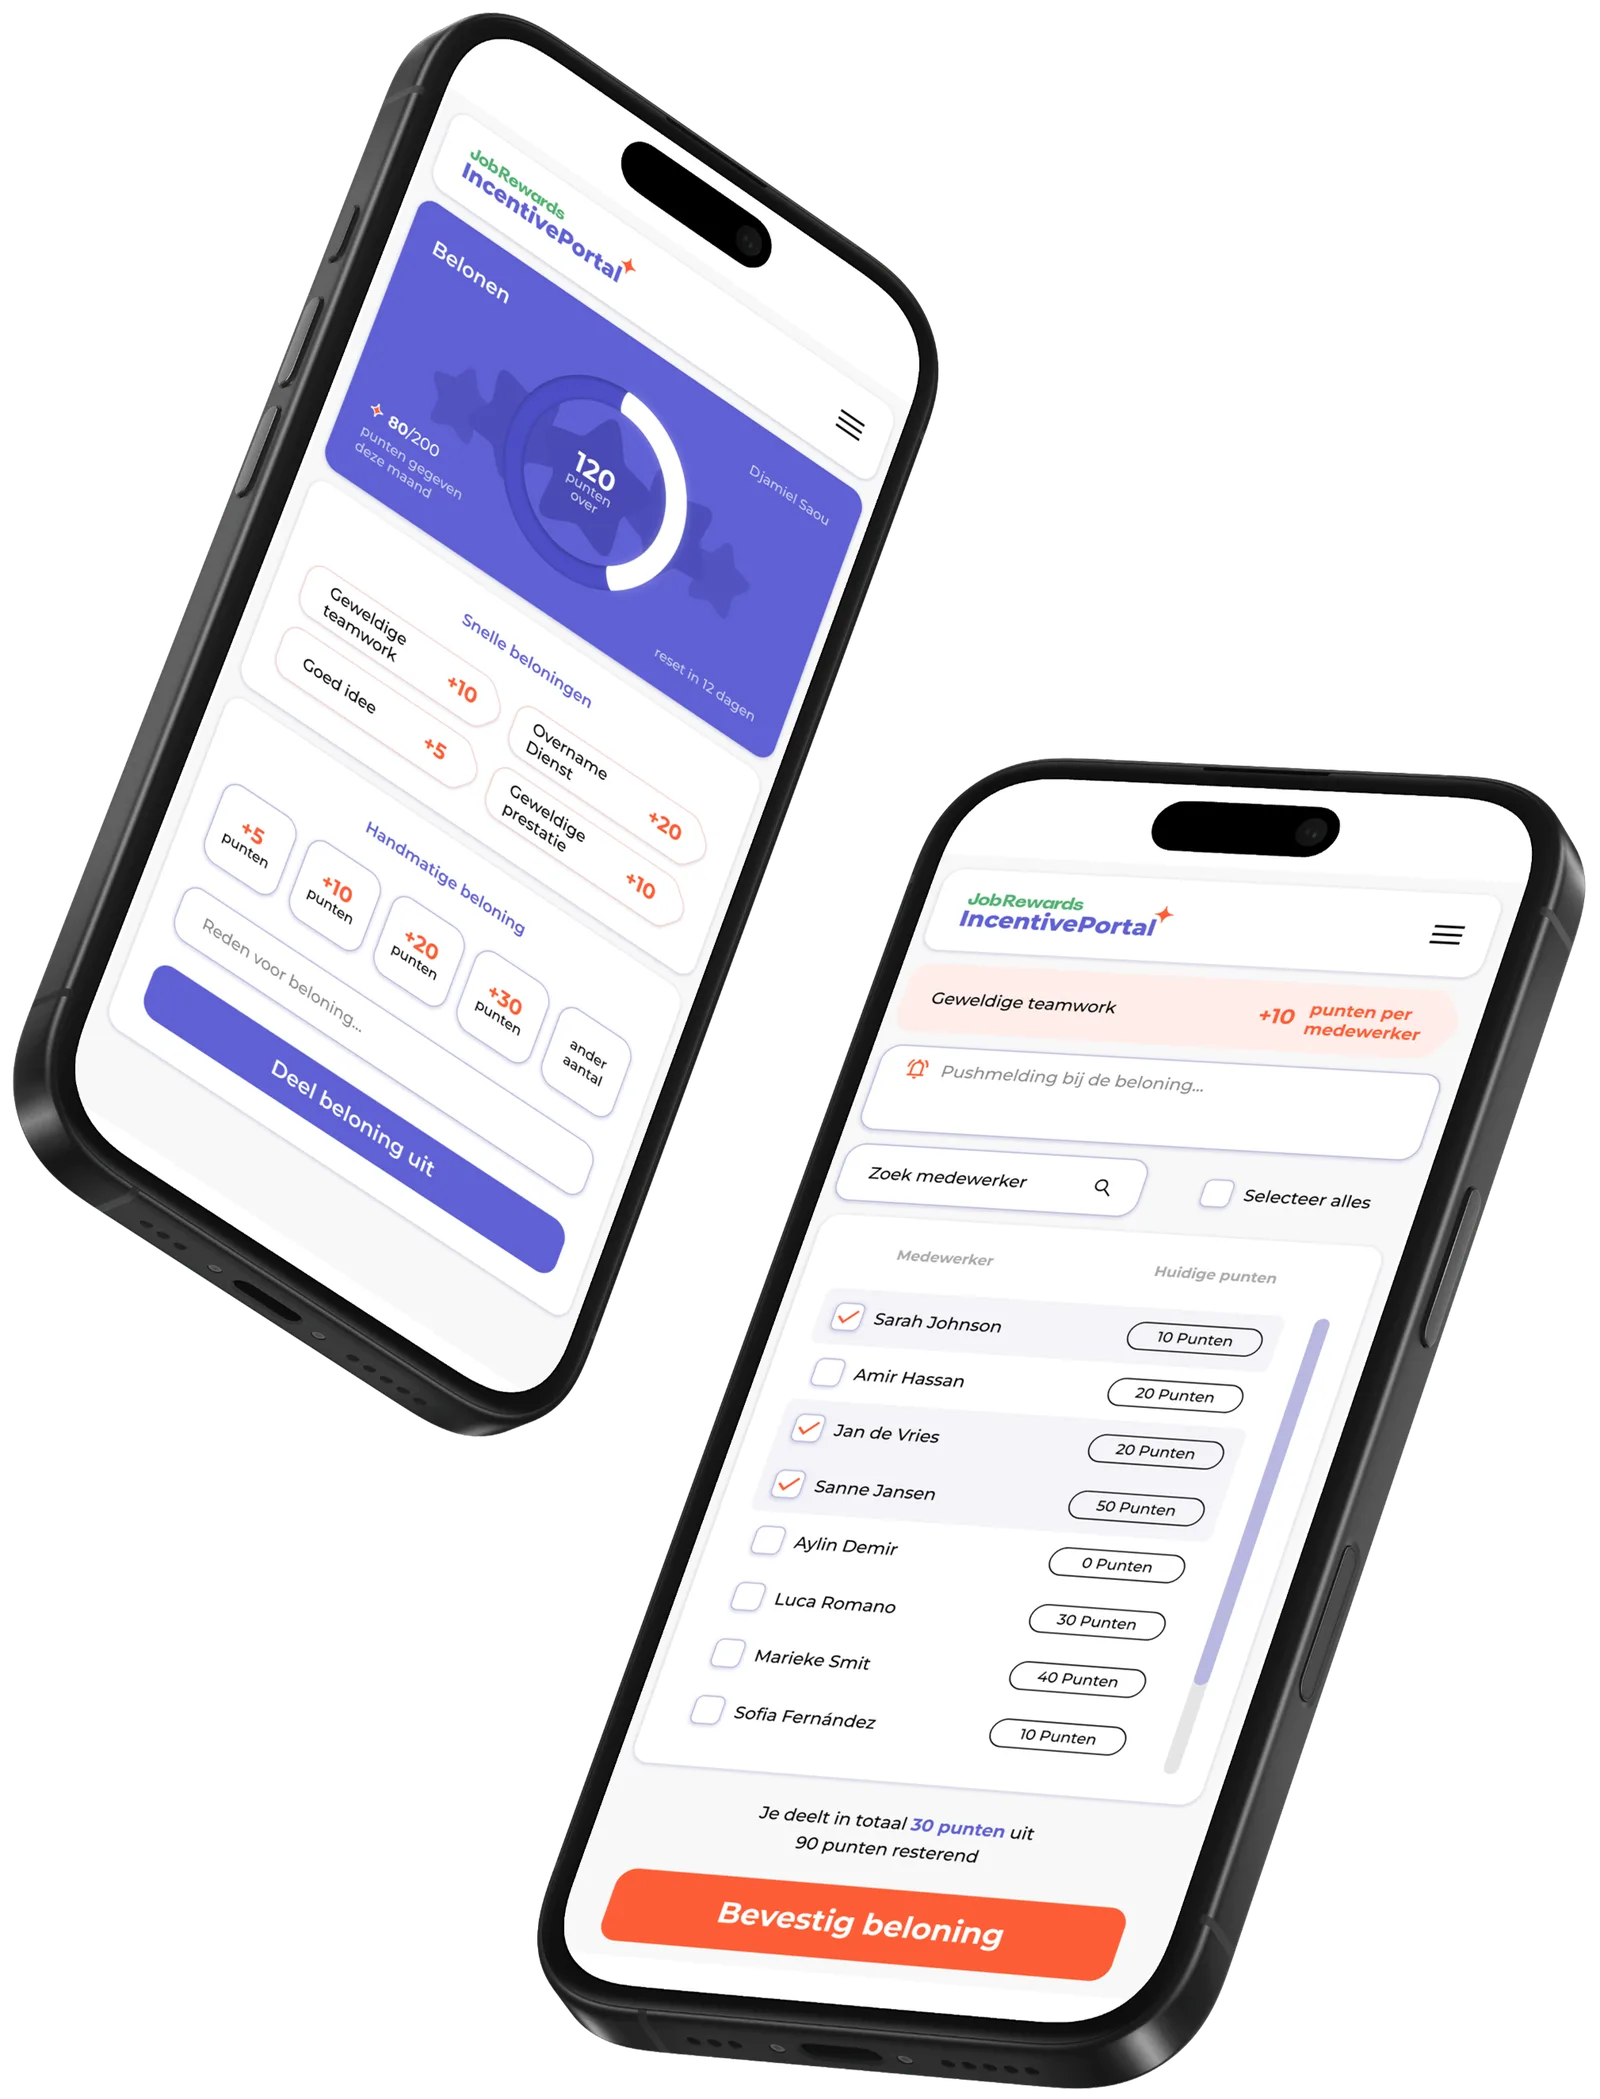 JobRewards
IncentivePortal
Belonen
Djamiel Saou
80/200
punten gegeven
deze maand
120
punten
over
reset in 12 dagen
Snelle beloningen
Geweldige
teamwork
+10
Overname
Dienst
+20
Goed idee
+5
Geweldige
prestatie
+10
Handmatige beloning
+5
punten
+10
punten
+20
punten
+30
punten
ander
aantal
Reden voor beloning...
Deel beloning uit
JobRewards
IncentivePortal
Geweldige teamwork
+10 punten per
medewerker
Pushmelding bij de beloning...
Zoek medewerker
Selecteer alles
Medewerker Huidige punten
Sarah Johnson 10 Punten
Amir Hassan 20 Punten
Jan de Vries 20 Punten
Sanne Jansen 50 Punten
Aylin Demir 0 Punten
Luca Romano 30 Punten
Marieke Smit 40 Punten
Sofia Fernández 10 Punten
Je deelt in totaal 30 punten uit
90 punten resterend
Bevestig beloning